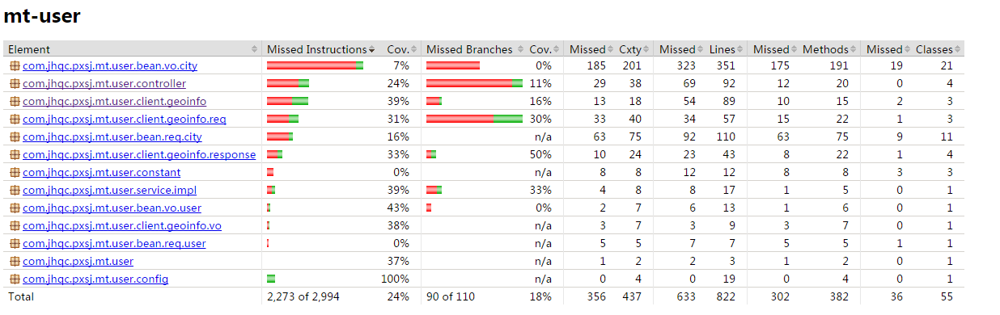 mt-user
Element Missed Instructions Cov. Missed Branches Cov. Missed Cxty Missed Lines Missed Methods Missed Classes
com.jhqc.pxsj.mt.user.bean.vo.city 7% 0% 185 201 323 351 175 191 19 21
com.jhqc.pxsj.mt.user.controller 24% 11% 29 38 69 92 12 20 0 4
com.jhqc.pxsj.mt.user.client.geoinfo 39% 16% 13 18 54 89 10 15 2 3
com.jhqc.pxsj.mt.user.client.geoinfo.req 31% 30% 33 40 34 57 15 22 1 3
com.jhqc.pxsj.mt.user.bean.req.city 16% n/a 63 75 92 110 63 75 9 11
com.jhqc.pxsj.mt.user.client.geoinfo.response 33% 50% 10 24 23 43 8 22 1 4
com.jhqc.pxsj.mt.user.constant 0% n/a 8 8 12 12 8 8 3 3
com.jhqc.pxsj.mt.user.service.impl 39% 33% 4 8 8 17 1 5 0 1
com.jhqc.pxsj.mt.user.bean.vo.user 43% 0% 2 7 6 13 1 6 0 1
com.jhqc.pxsj.mt.user.client.geoinfo.vo 38% n/a 3 7 3 9 3 7 0 1
com.jhqc.pxsj.mt.user.bean.req.user 0% n/a 5 5 7 7 5 5 1 1
com.jhqc.pxsj.mt.user 37% n/a 1 2 2 3 1 2 0 1
com.jhqc.pxsj.mt.user.config 100% n/a 0 4 0 19 0 4 0 1
Total 2,273 of 2,994 24% 90 of 110 18% 356 437 633 822 302 382 36 55